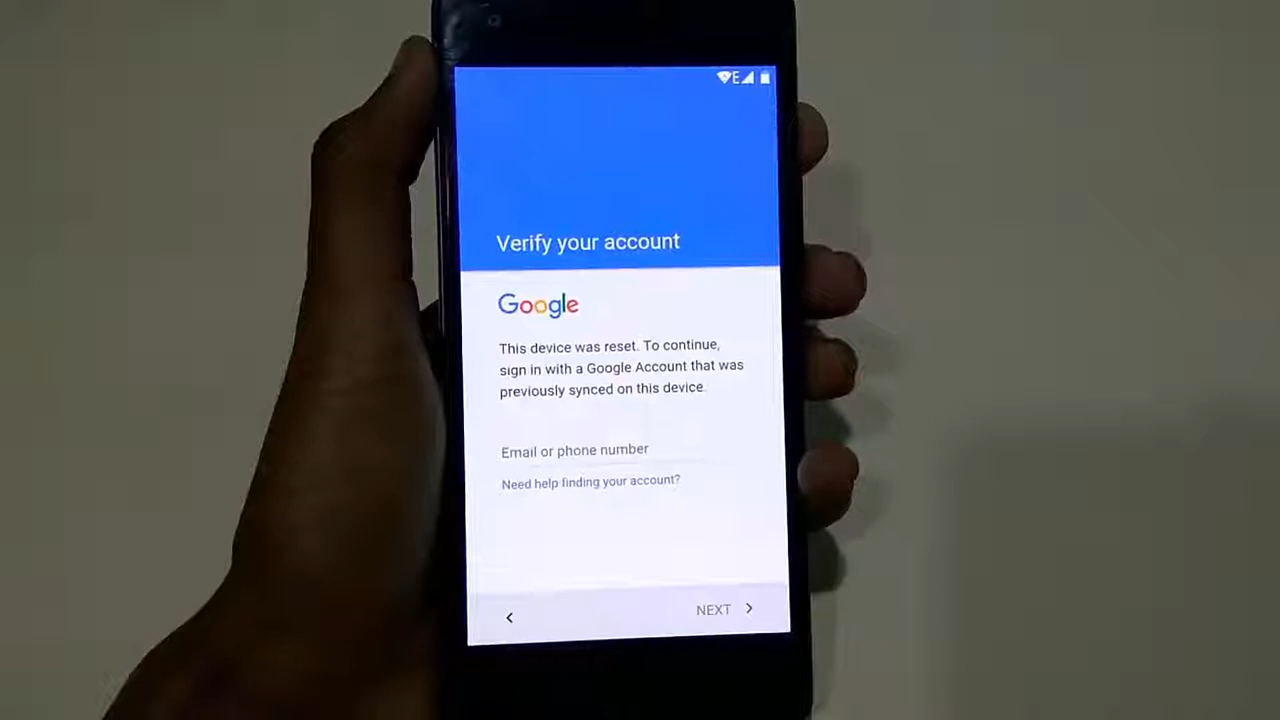 E
Verify your account
Google
This device was reset. To continue,
sign in with a Google Account that was
previously synced on this device.
Email or phone number
Need help finding your account?
NEXT